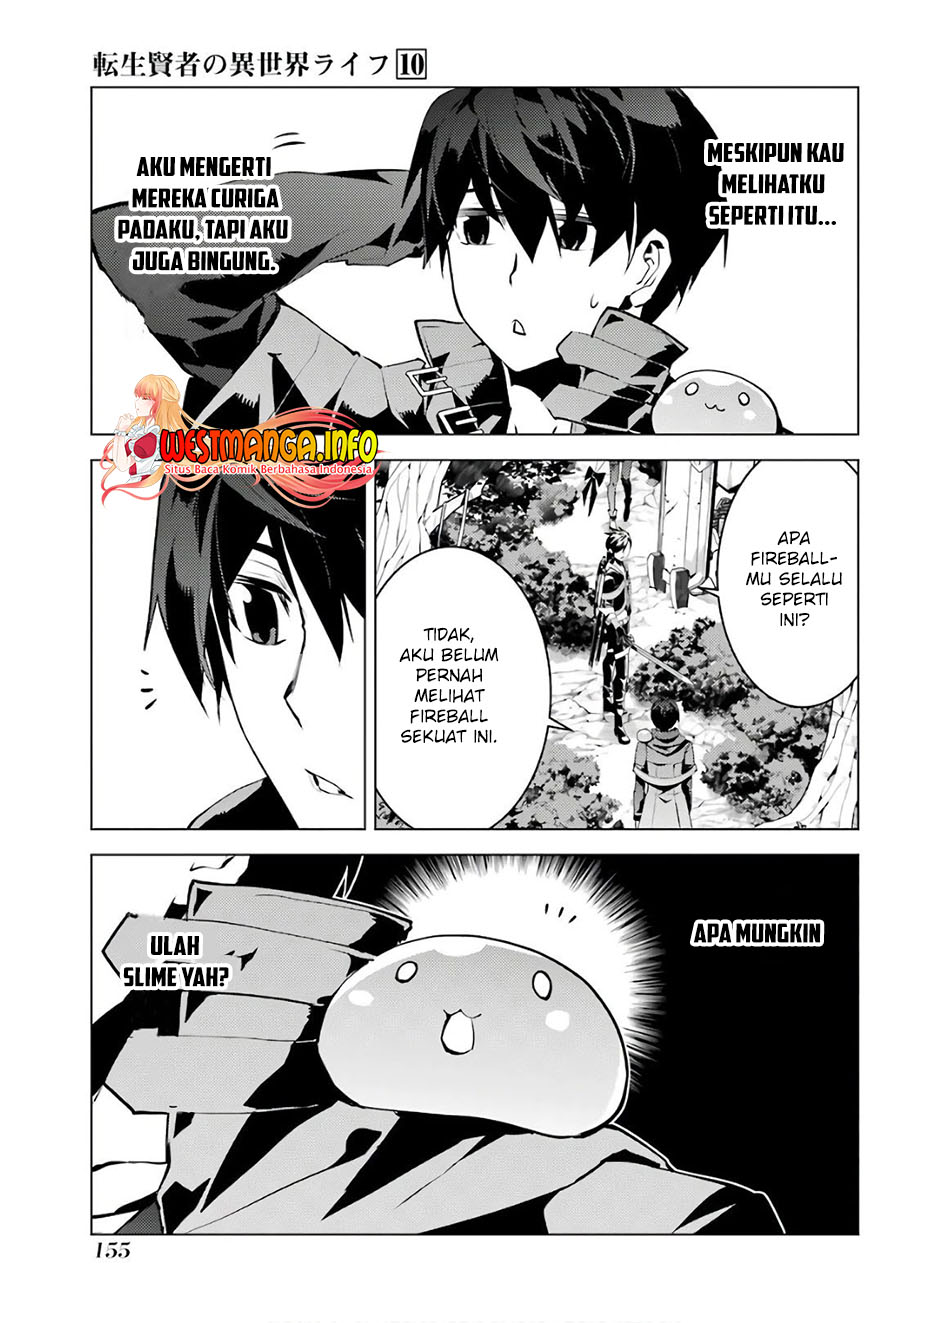 転生賢者の異世界ライフ 10
MESKIPUN KAU
MELIHATKU
SEPERTI ITU...
AKU MENGERTI
MEREKA CURIGA
PADAKU, TAPI AKU
JUGA BINGUNG.
WESTMANGA.INFO
Situs Baca Komik Berbahasa Indonesia
APA
FIREBALL-
MU SELALU
SEPERTI
INI?
TIDAK,
AKU BELUM
PERNAH
MELIHAT
FIREBALL
SEKUAT INI.
APA MUNGKIN
ULAH
SLIME YAH?
155